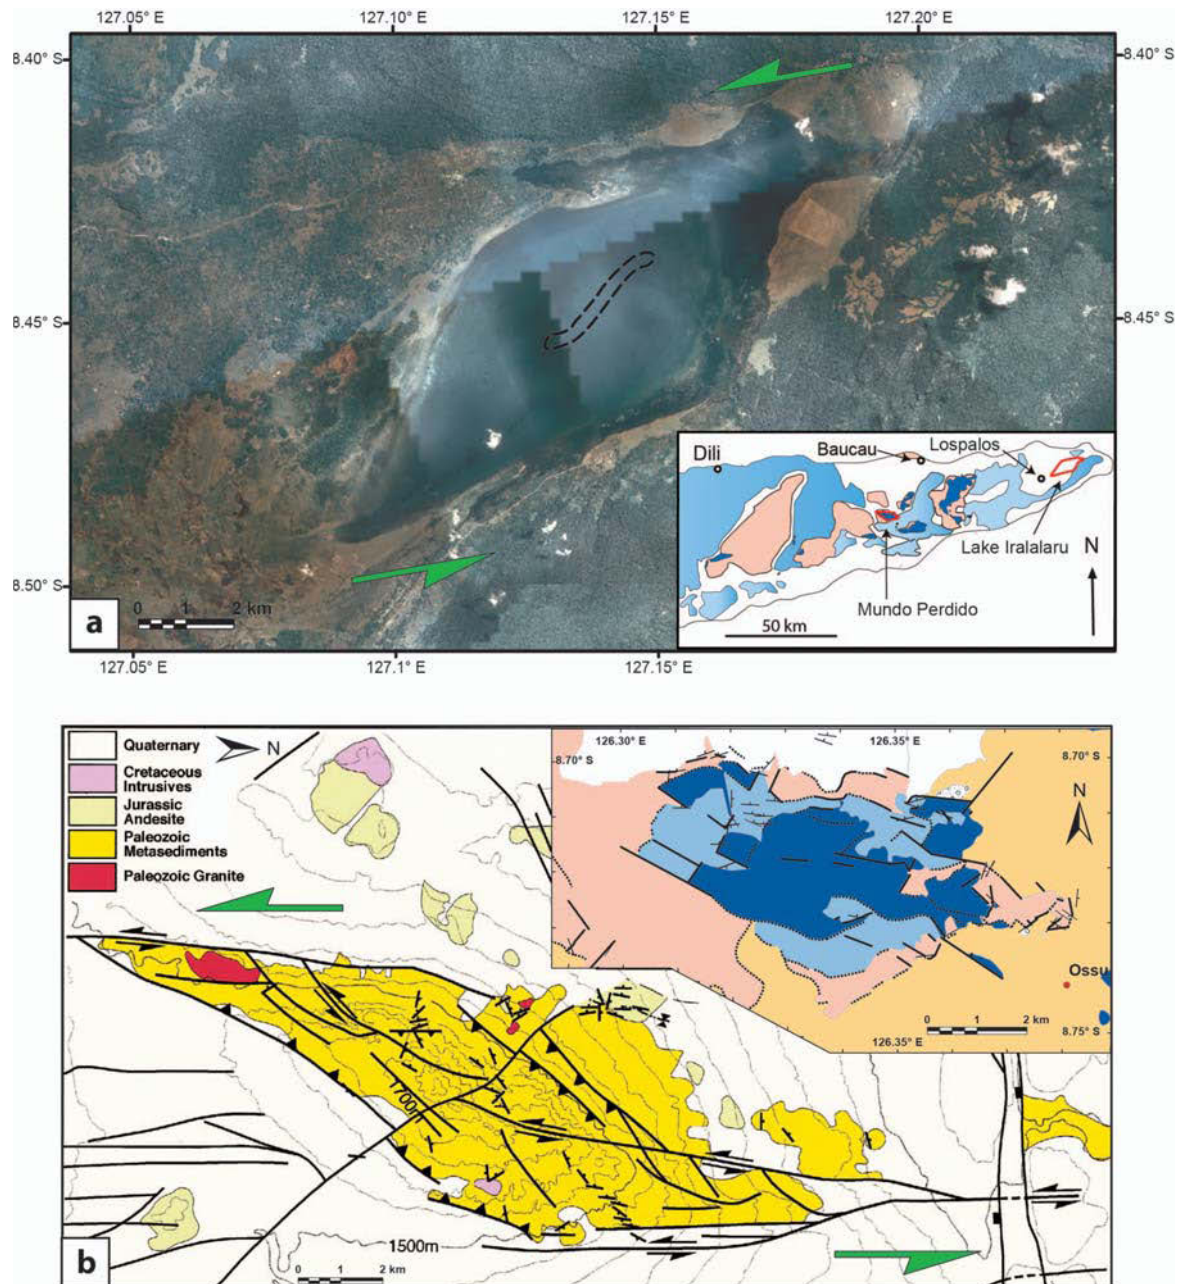 127.05° E 127.10° E 127.15° E 127.20° E
8.40° S 8.40° S
8.45° S 8.45° S
Dili Baucau Lospalos
Lake Iralalaru
N
Mundo Perdido
50 km
8.50° S
a
0 1 2 km
127.05° E 127.1° E 127.15° E
Quaternary
N
Cretaceous
Intrusives
Jurassic
Andesite
Paleozoic
Metasediments
Paleozoic Granite
126.30° E 126.35° E
8.70° S 8.70° S
N
Ossu
0 1 2 km
8.75° S
126.35° E
1700m
1500m
b
0 1 2 km